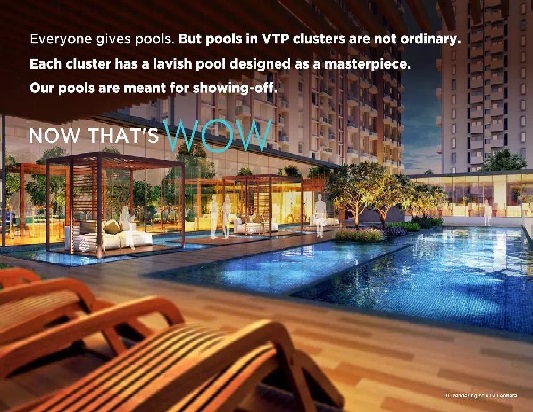 Everyone gives pools. But pools in VTP clusters are not ordinary.
Each cluster has a lavish pool designed as a masterpiece.
Our pools are meant for showing-off.
NOW THAT'S WOW